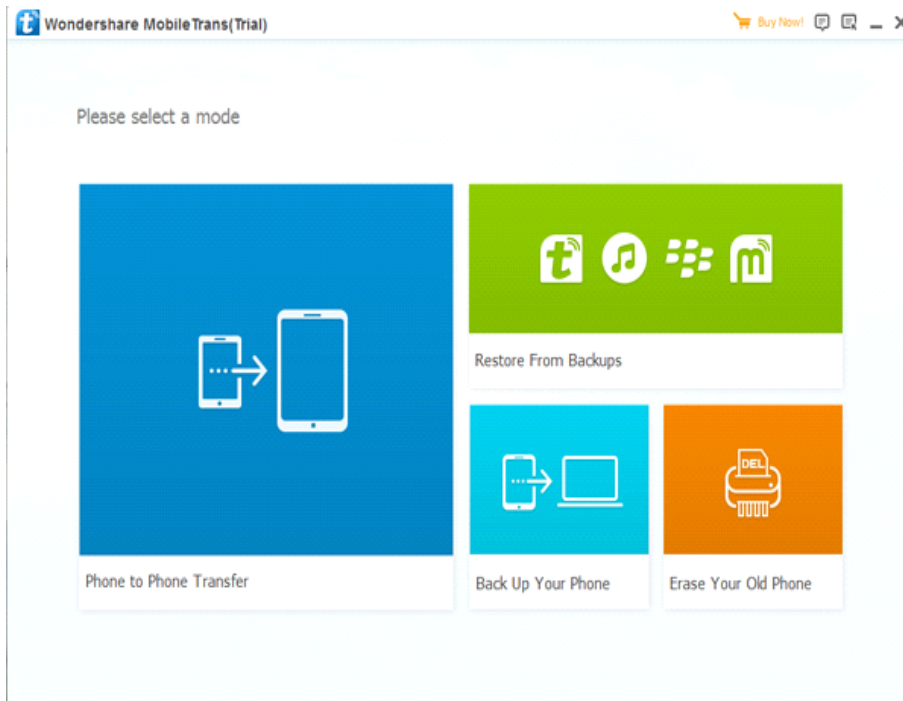 Wondershare MobileTrans(Trial)
Buy Now!
Please select a mode
Phone to Phone Transfer
Restore From Backups
Back Up Your Phone
DEL
Erase Your Old Phone